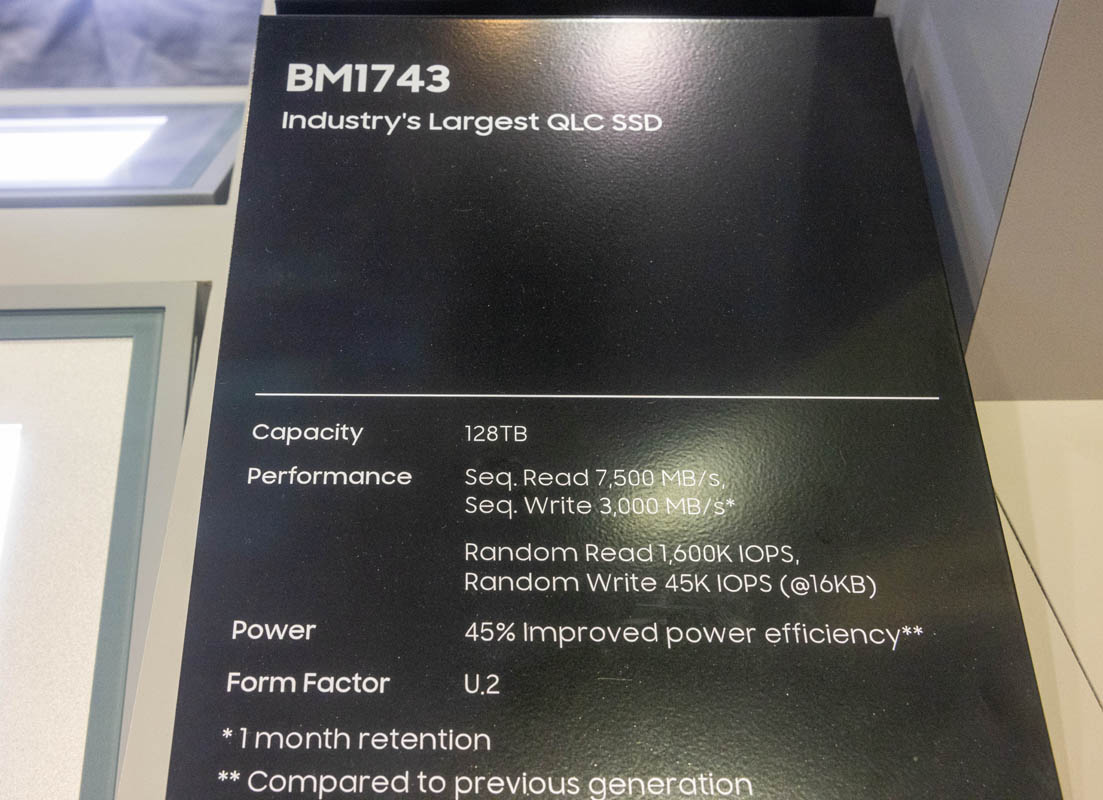 BM1743
Industry's Largest QLC SSD
Capacity 128TB
Performance Seq. Read 7,500 MB/s,
Seq. Write 3,000 MB/s*
Random Read 1,600K IOPS,
Random Write 45K IOPS (@16KB)
Power 45% Improved power efficiency**
Form Factor U.2
* 1 month retention
** Compared to previous generation